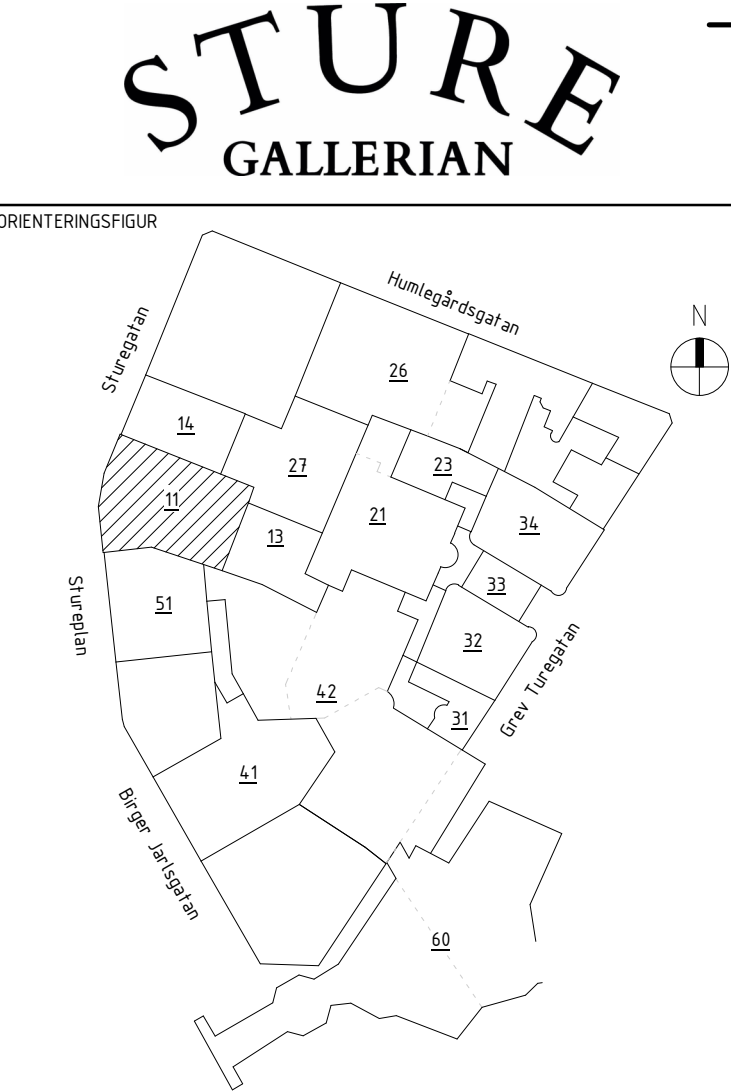 STURE
GALLERIAN
ORIENTERINGSFIGUR
Humlegårdsgatan
N
Sturegatan
26
14
23
27
11
21
34
13
33
51
Stureplan
32
Grev Turegatan
42
31
41
Birger Jarlsgatan
60